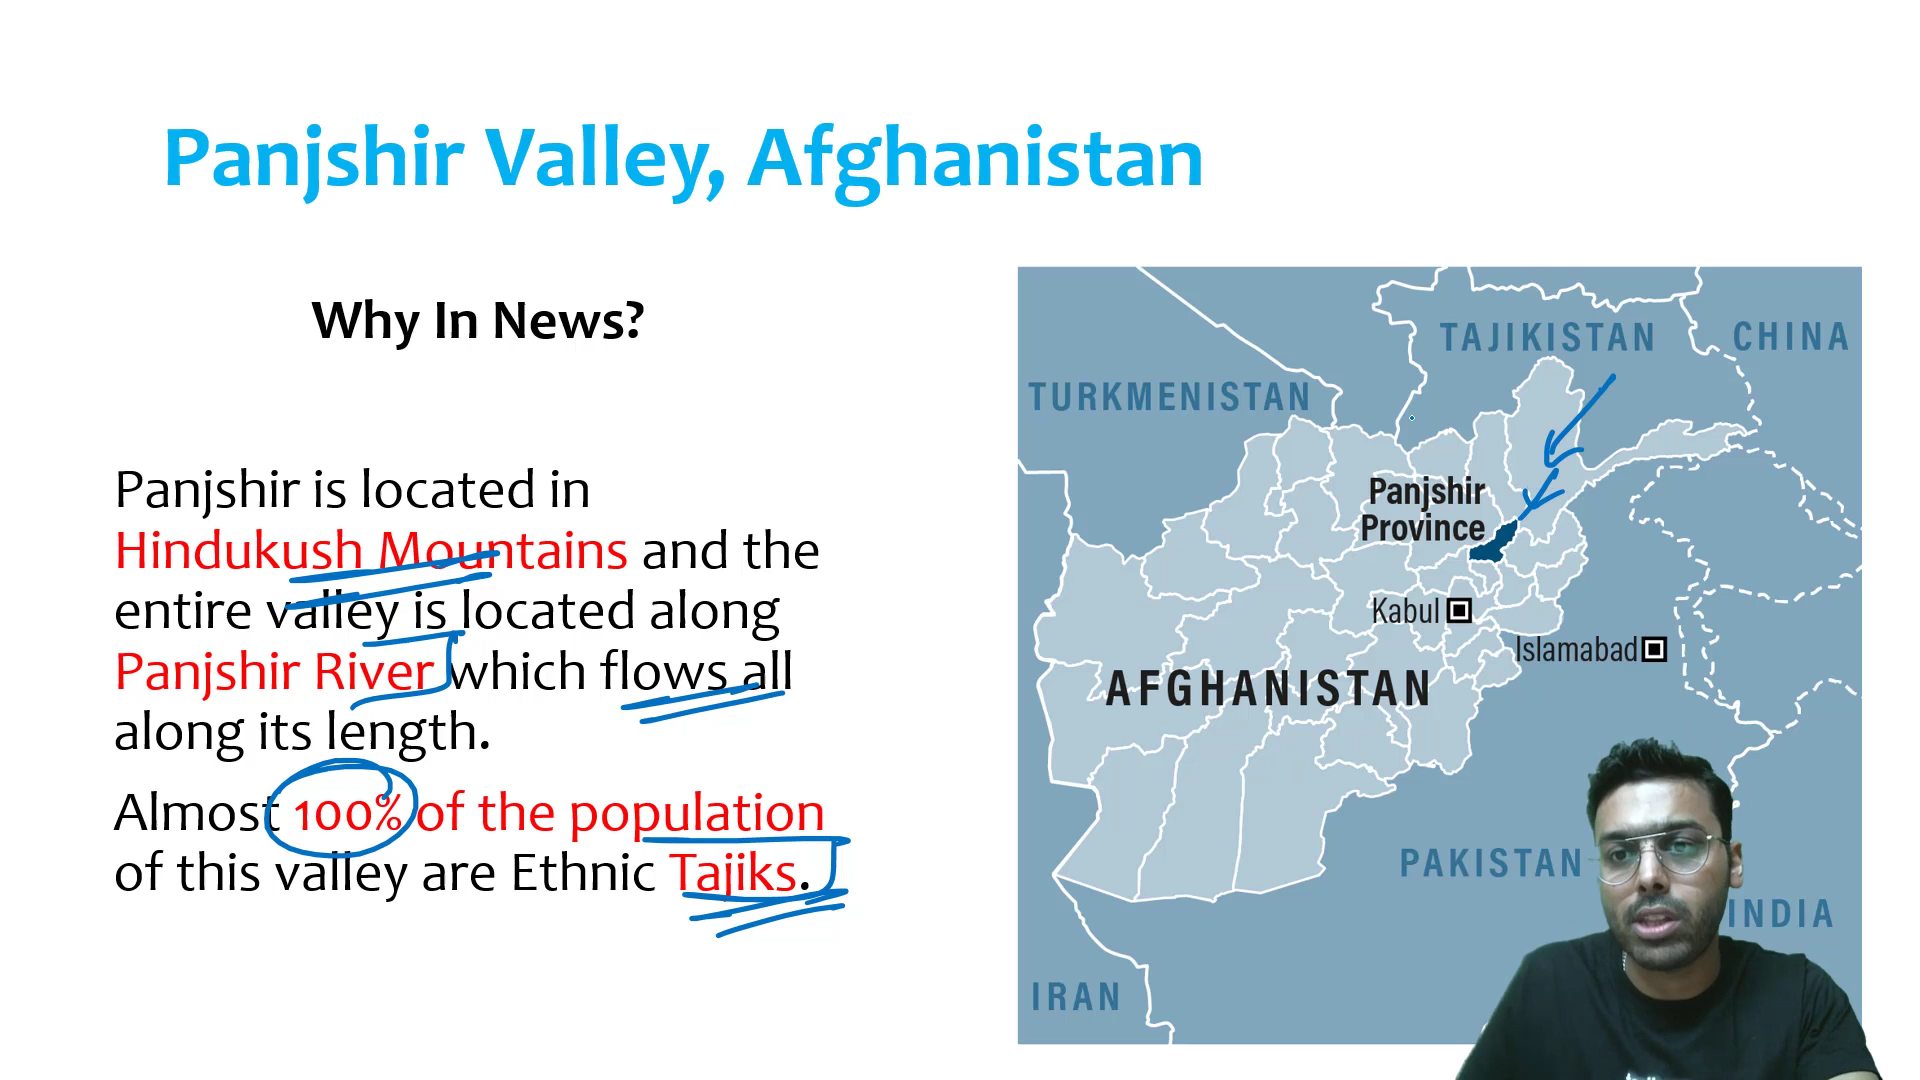 Panjshir Valley, Afghanistan
Why In News?
Panjshir is located in
Hindukush Mountains and the
entire valley is located along
Panjshir River which flows all
along its length.
Almost 100% of the population
of this valley are Ethnic Tajiks.
TAJIKISTAN
CHINA
TURKMENISTAN
Panjshir
Province
Kabul
Islamabad
AFGHANISTAN
PAKISTAN
INDIA
IRAN